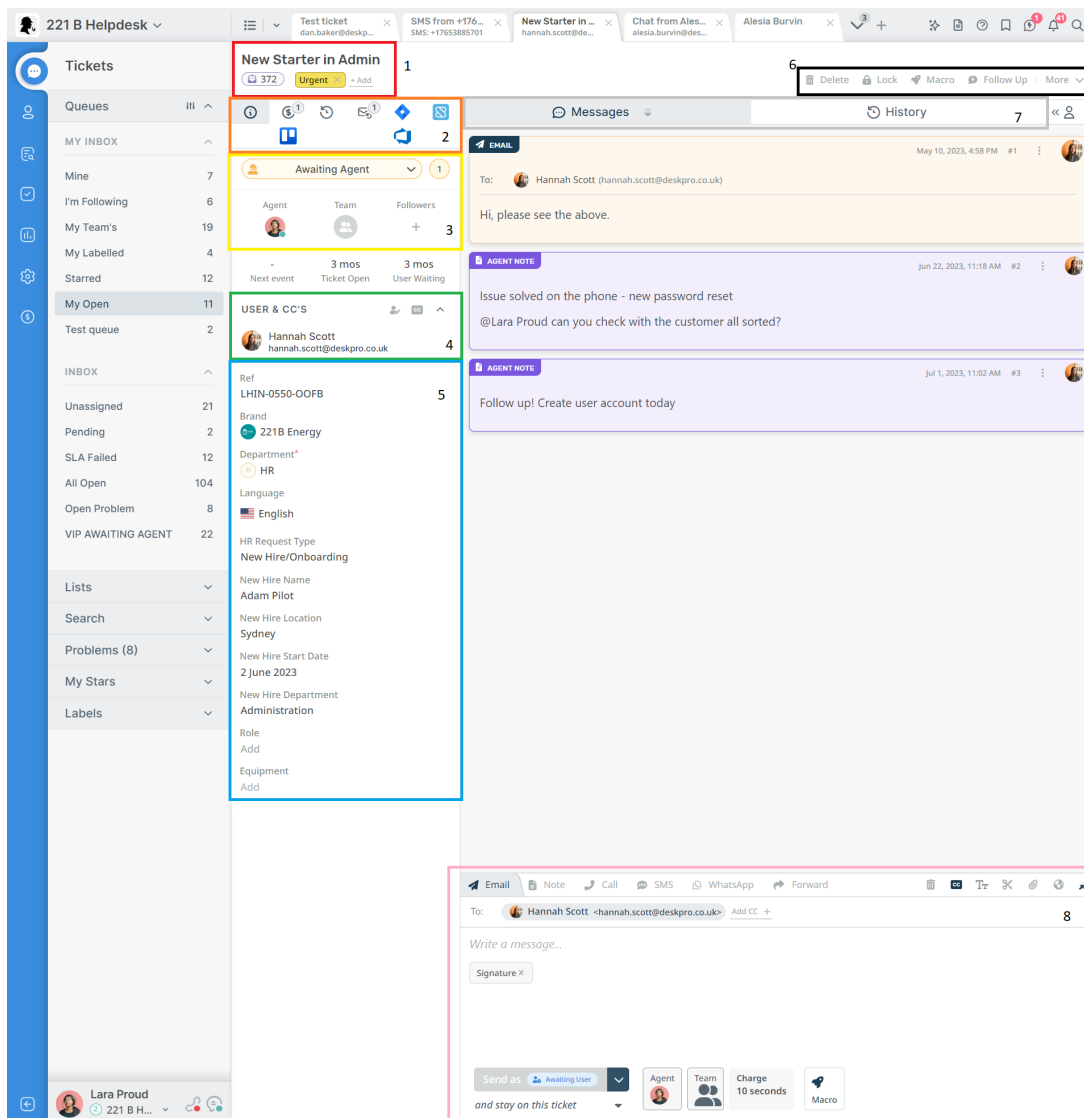 221 B Helpdesk
Test ticket
dan.baker@deskp...
SMS from +176...
SMS: +17653885701
New Starter in ...
hannah.scott@de...
Chat from Ales...
alesia.burvin@des...
Alesia Burvin
3
1
41
Tickets
Queues
MY INBOX
Mine 7
I'm Following 6
My Team's 19
My Labelled 4
Starred 12
My Open 11
Test queue 2
INBOX
Unassigned 21
Pending 2
SLA Failed 12
All Open 104
Open Problem 8
VIP AWAITING AGENT 22
Lists
Search
Problems (8)
My Stars
Labels
Lara Proud
2 221 B H...
New Starter in Admin 1
372 Urgent + Add
6
Delete Lock Macro Follow Up More
1 1
2
Awaiting Agent 1
Agent Team Followers
+ 3
- 3 mos 3 mos
Next event Ticket Open User Waiting
USER & CC'S CC
Hannah Scott
hannah.scott@deskpro.co.uk 4
Ref
LHIN-0550-OOFB 5
Brand
221B Energy
Department*
H HR
Language
English
HR Request Type
New Hire/Onboarding
New Hire Name
Adam Pilot
New Hire Location
Sydney
New Hire Start Date
2 June 2023
New Hire Department
Administration
Role
Add
Equipment
Add
Messages History 7
EMAIL May 10, 2023, 4:58 PM #1
To: Hannah Scott (hannah.scott@deskpro.co.uk)
Hi, please see the above.
AGENT NOTE Jun 22, 2023, 11:18 AM #2
Issue solved on the phone - new password reset
@Lara Proud can you check with the customer all sorted?
AGENT NOTE Jul 1, 2023, 11:02 AM #3
Follow up! Create user account today
Email Note Call SMS WhatsApp Forward CC TT
To: Hannah Scott <hannah.scott@deskpro.co.uk> Add CC + 8
Write a message...
Signature ×
Send as Awaiting User
and stay on this ticket
Agent
Team
Charge
10 seconds
Macro